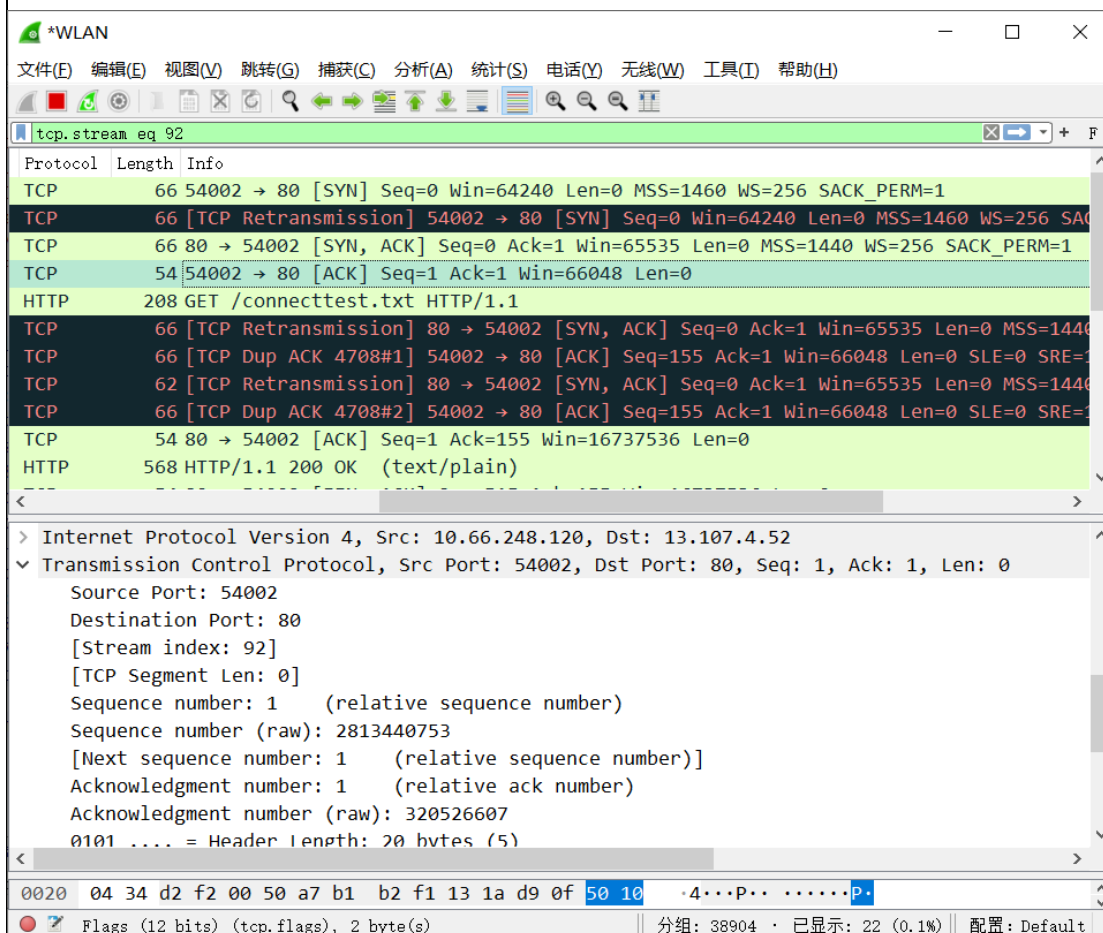 *WLAN
文件(F) 编辑(E) 视图(V) 跳转(G) 捕获(C) 分析(A) 统计(S) 电话(Y) 无线(W) 工具(T) 帮助(H)
tcp.stream eq 92 + F
Protocol Length Info
TCP 66 54002 → 80 [SYN] Seq=0 Win=64240 Len=0 MSS=1460 WS=256 SACK_PERM=1
TCP 66 [TCP Retransmission] 54002 → 80 [SYN] Seq=0 Win=64240 Len=0 MSS=1460 WS=256 SAC
TCP 66 80 → 54002 [SYN, ACK] Seq=0 Ack=1 Win=65535 Len=0 MSS=1440 WS=256 SACK_PERM=1
TCP 54 54002 → 80 [ACK] Seq=1 Ack=1 Win=66048 Len=0
HTTP 208 GET /connecttest.txt HTTP/1.1
TCP 66 [TCP Retransmission] 80 → 54002 [SYN, ACK] Seq=0 Ack=1 Win=65535 Len=0 MSS=1440
TCP 66 [TCP Dup ACK 4708#1] 54002 → 80 [ACK] Seq=155 Ack=1 Win=66048 Len=0 SLE=0 SRE=1
TCP 62 [TCP Retransmission] 80 → 54002 [SYN, ACK] Seq=0 Ack=1 Win=65535 Len=0 MSS=1440
TCP 66 [TCP Dup ACK 4708#2] 54002 → 80 [ACK] Seq=155 Ack=1 Win=66048 Len=0 SLE=0 SRE=1
TCP 54 80 → 54002 [ACK] Seq=1 Ack=155 Win=16737536 Len=0
HTTP 568 HTTP/1.1 200 OK (text/plain)
Internet Protocol Version 4, Src: 10.66.248.120, Dst: 13.107.4.52
Transmission Control Protocol, Src Port: 54002, Dst Port: 80, Seq: 1, Ack: 1, Len: 0
Source Port: 54002
Destination Port: 80
[Stream index: 92]
[TCP Segment Len: 0]
Sequence number: 1 (relative sequence number)
Sequence number (raw): 2813440753
[Next sequence number: 1 (relative sequence number)]
Acknowledgment number: 1 (relative ack number)
Acknowledgment number (raw): 320526607
0101 .... = Header Length: 20 bytes (5)
0020 04 34 d2 f2 00 50 a7 b1 b2 f1 13 1a d9 0f 50 10 ·4···P·· ······P·
Flags (12 bits) (tcp.flags), 2 byte(s) 分组: 38904 · 已显示: 22 (0.1%) 配置: Default